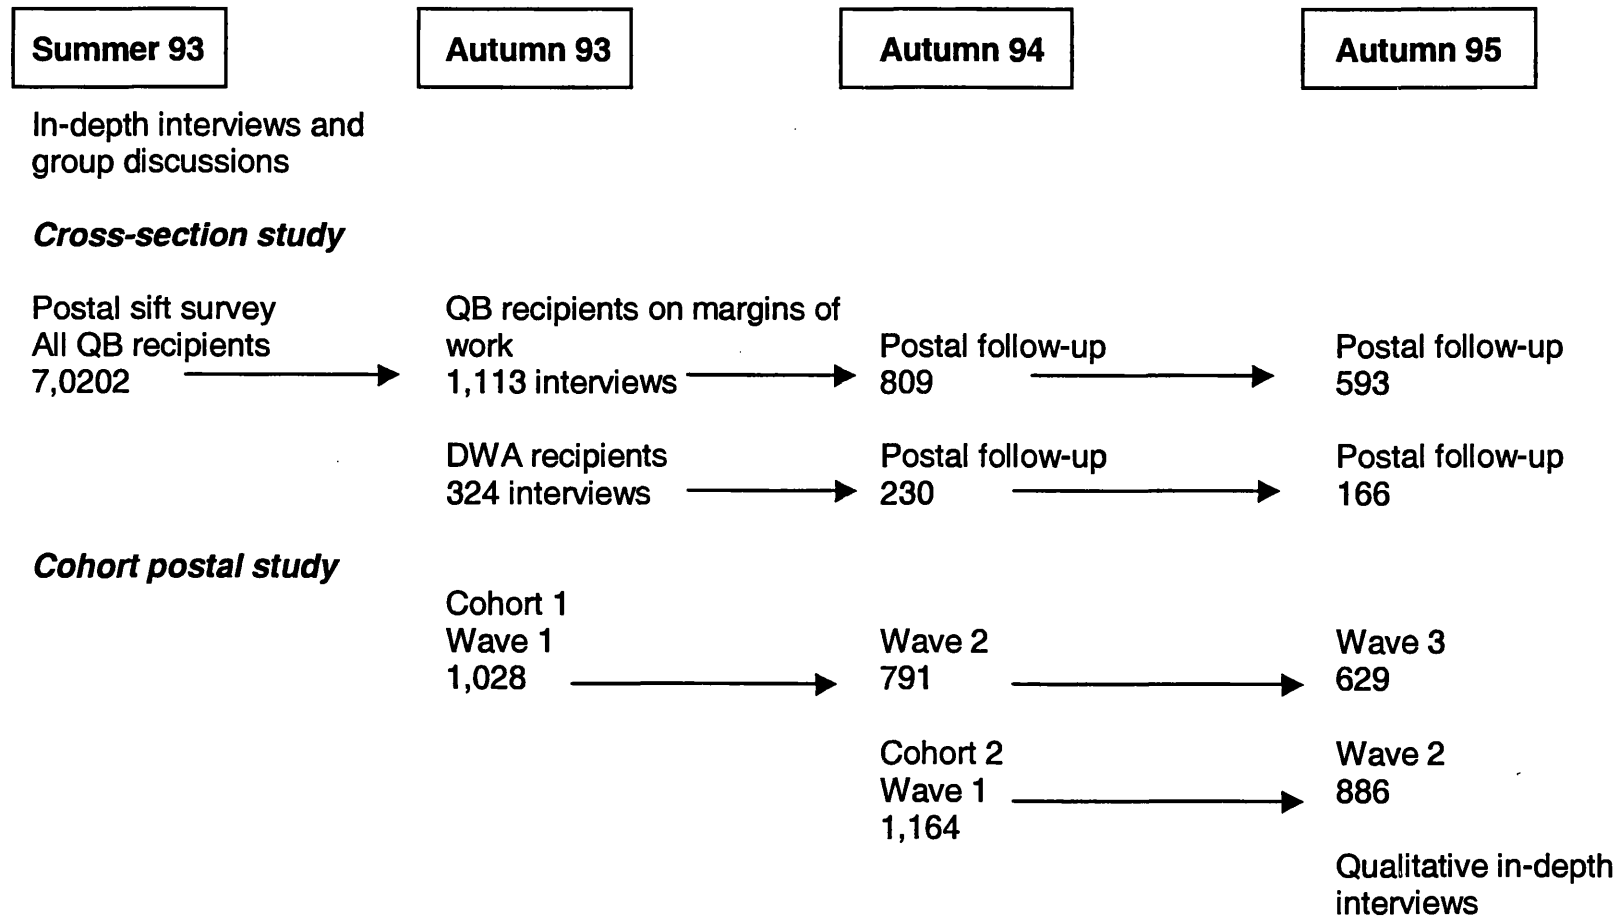 Summer 93
Autumn 93
Autumn 94
Autumn 95
In-depth interviews and
group discussions
Cross-section study
Postal sift survey
All QB recipients
7,0202
QB recipients on margins of
work
1,113 interviews
Postal follow-up
809
Postal follow-up
593
DWA recipients
324 interviews
Postal follow-up
230
Postal follow-up
166
Cohort postal study
Cohort 1
Wave 1
1,028
Wave 2
791
Wave 3
629
Cohort 2
Wave 1
1,164
Wave 2
886
Qualitative in-depth
interviews